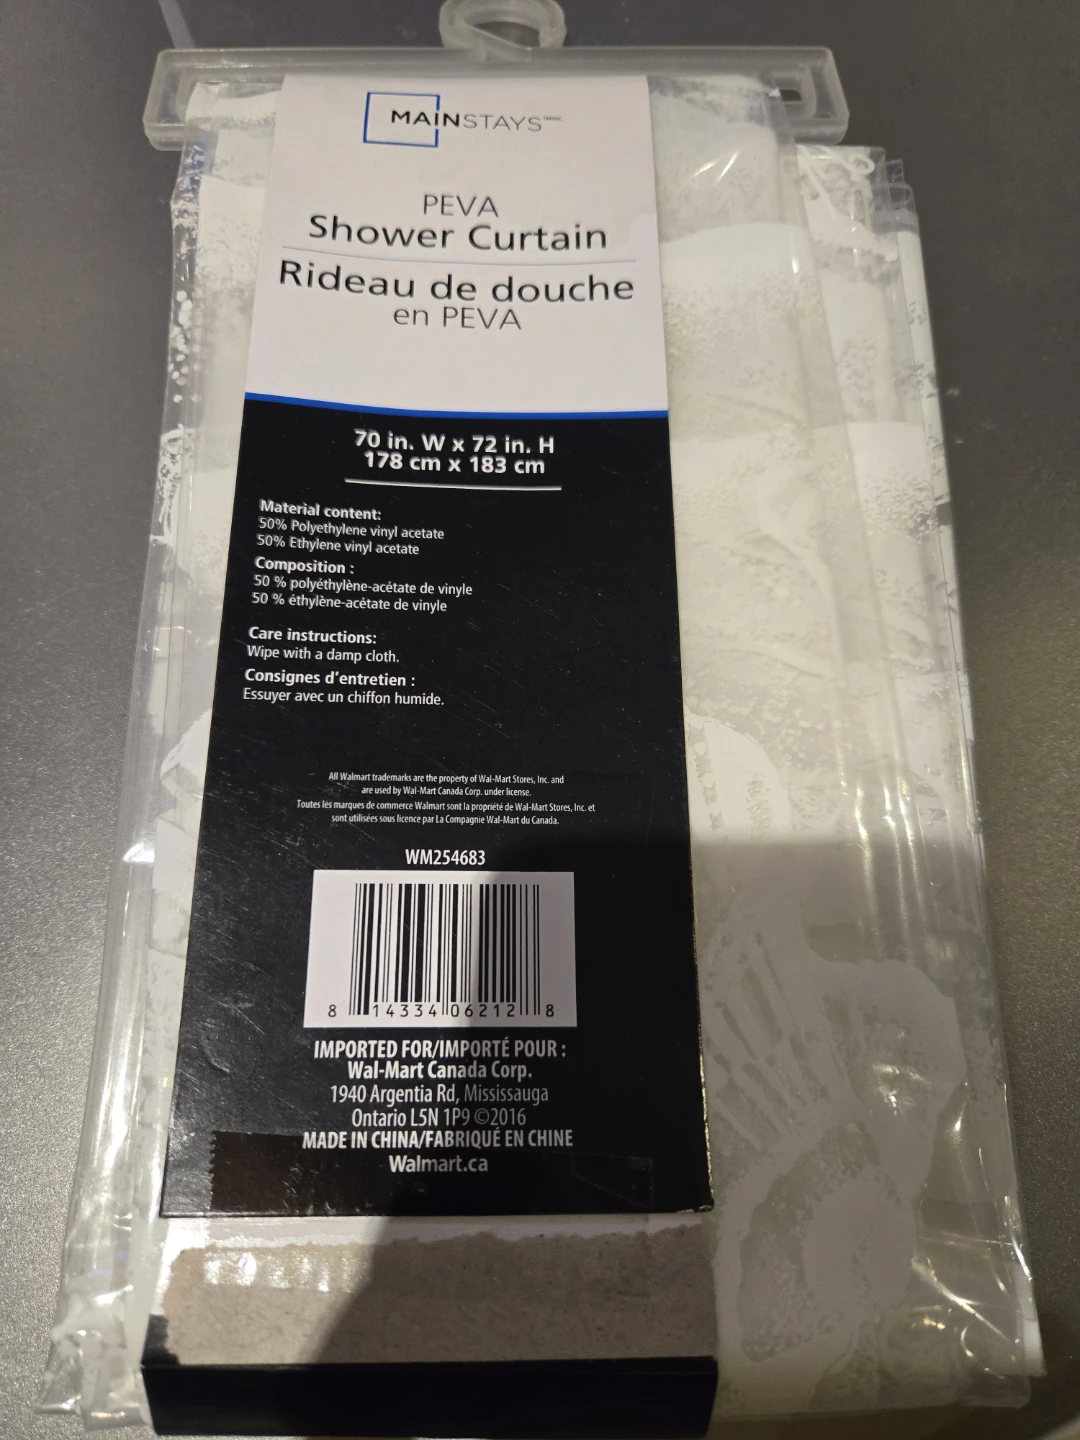 MAINSTAYS
PEVA
Shower Curtain
Rideau de douche
en PEVA
70 in. W x 72 in. H
178 cm x 183 cm
Material content:
50% Polyethylene vinyl acetate
50% Ethylene vinyl acetate
Composition :
50 % polyéthylène-acétate de vinyle
50 % éthylène-acétate de vinyle
Care instructions:
Wipe with a damp cloth.
Consignes d'entretien :
Essuyer avec un chiffon humide.
All Walmart trademarks are the property of Wal-Mart Stores, Inc. and
are used by Wal-Mart Canada Corp. under license.
Toutes les marques de commerce Walmart sont la propriété de Wal-Mart Stores, Inc. et
sont utilisées sous licence par La Compagnie Wal-Mart du Canada.
WM254683
8 14334 06212 8
IMPORTED FOR/IMPORTÉ POUR :
Wal-Mart Canada Corp.
1940 Argentia Rd, Mississauga
Ontario L5N 1P9 ©2016
MADE IN CHINA/FABRIQUÉ EN CHINE
Walmart.ca